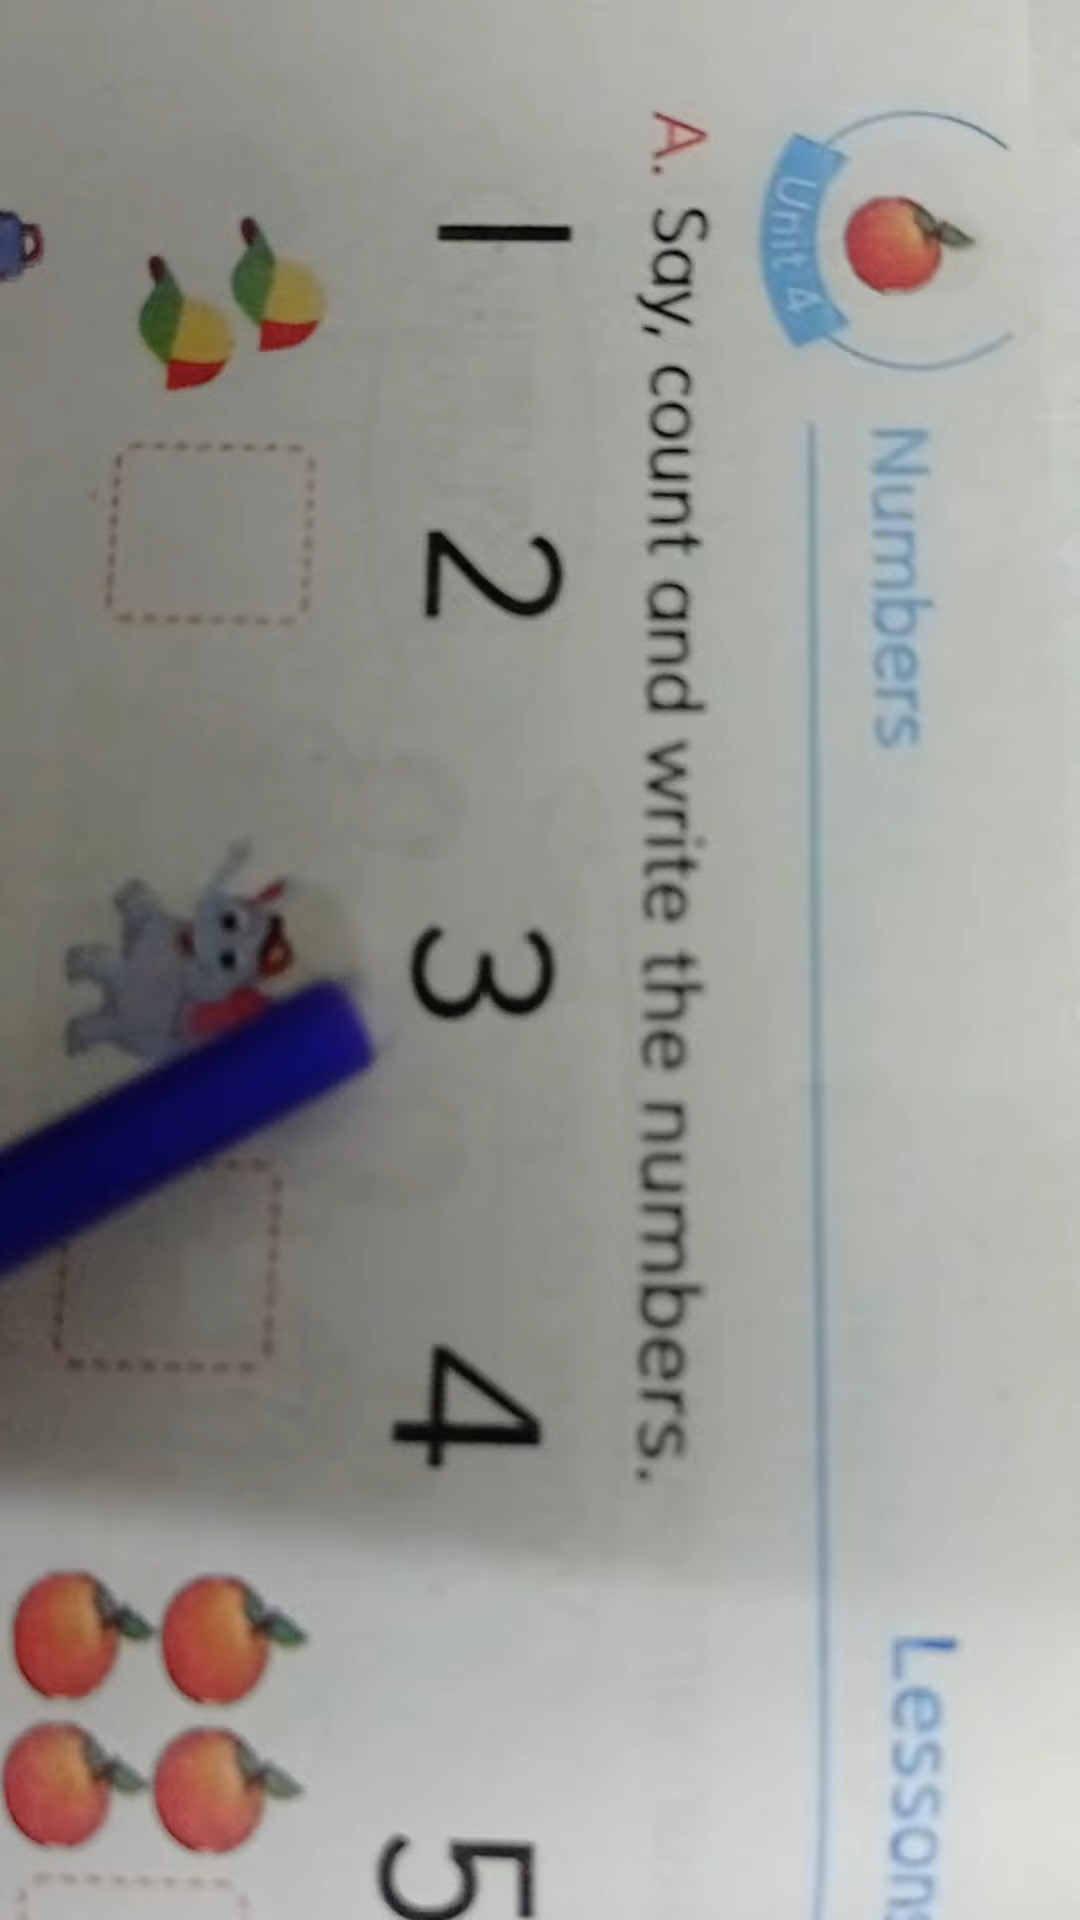 Unit 4
Numbers
Lesson
A. Say, count and write the numbers.
1 2 3 4 5